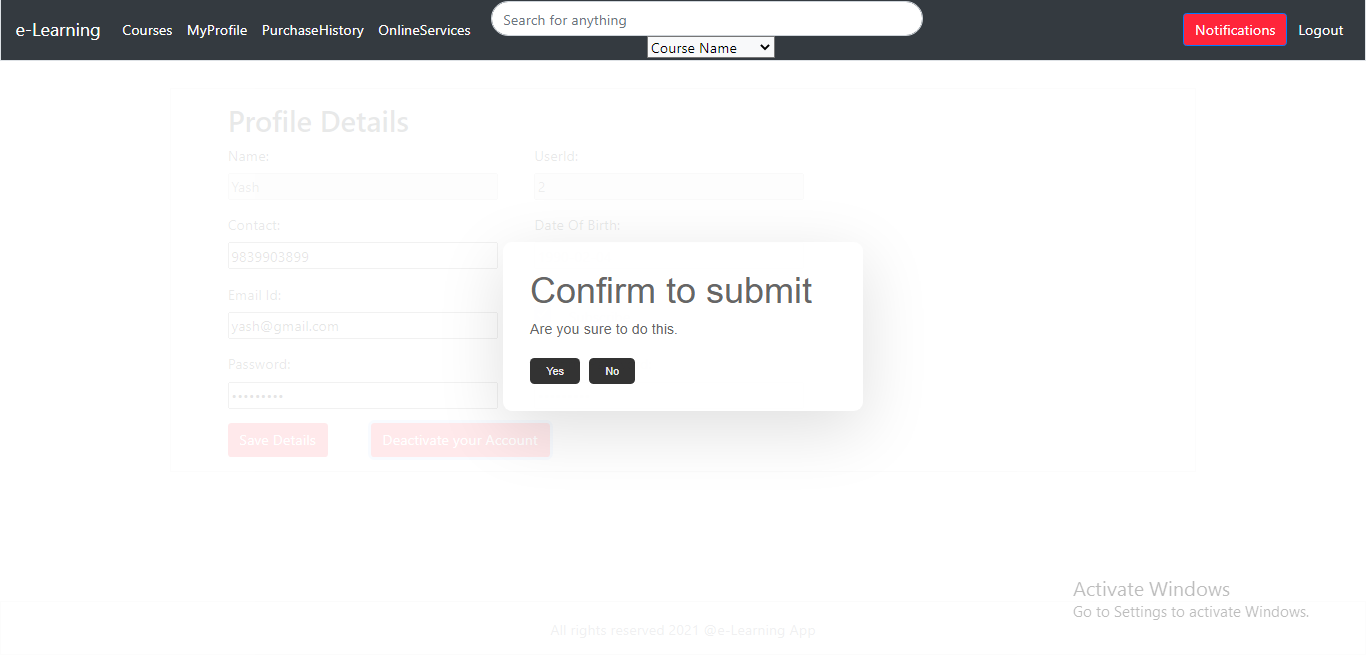 e-Learning Courses MyProfile PurchaseHistory OnlineServices Search for anything Notifications Logout
Course Name
Profile Details
Name: UserId:
Yash 2
Contact: Date Of Birth:
9839903899
Email Id:
yash@gmail.com
Password:
•••••••••
Save Details Deactivate your Account
Confirm to submit
Are you sure to do this.
Yes No
Activate Windows
Go to Settings to activate Windows.
All rights reserved 2021 @e-Learning App